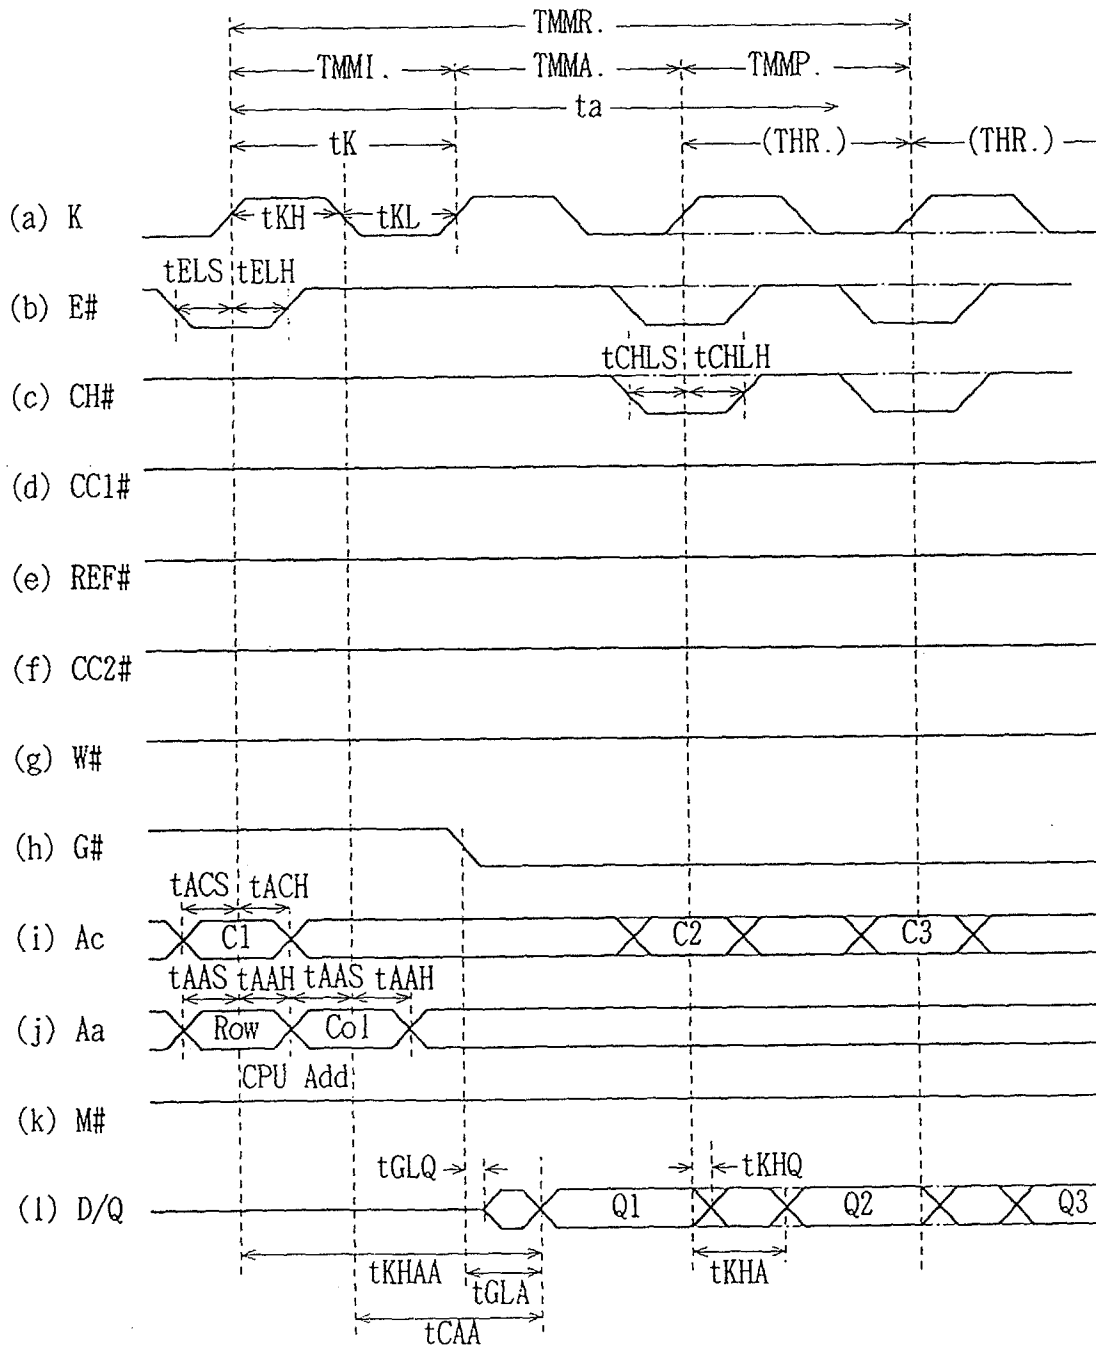 TMMR.
TMMI. TMMA. TMMP.
ta
tK (THR.) (THR.)
(a) K tKH tKL
tELS tELH
(b) E#
tCHLS tCHLH
(c) CH#
(d) CC1#
(e) REF#
(f) CC2#
(g) W#
(h) G#
tACS tACH
(i) Ac C1 C2 C3
tAAS tAAH tAAS tAAH
(j) Aa Row Col
CPU Add
(k) M#
tGLQ tKHQ
(l) D/Q Q1 Q2 Q3
tKHAA tKHA
tGLA
tCAA